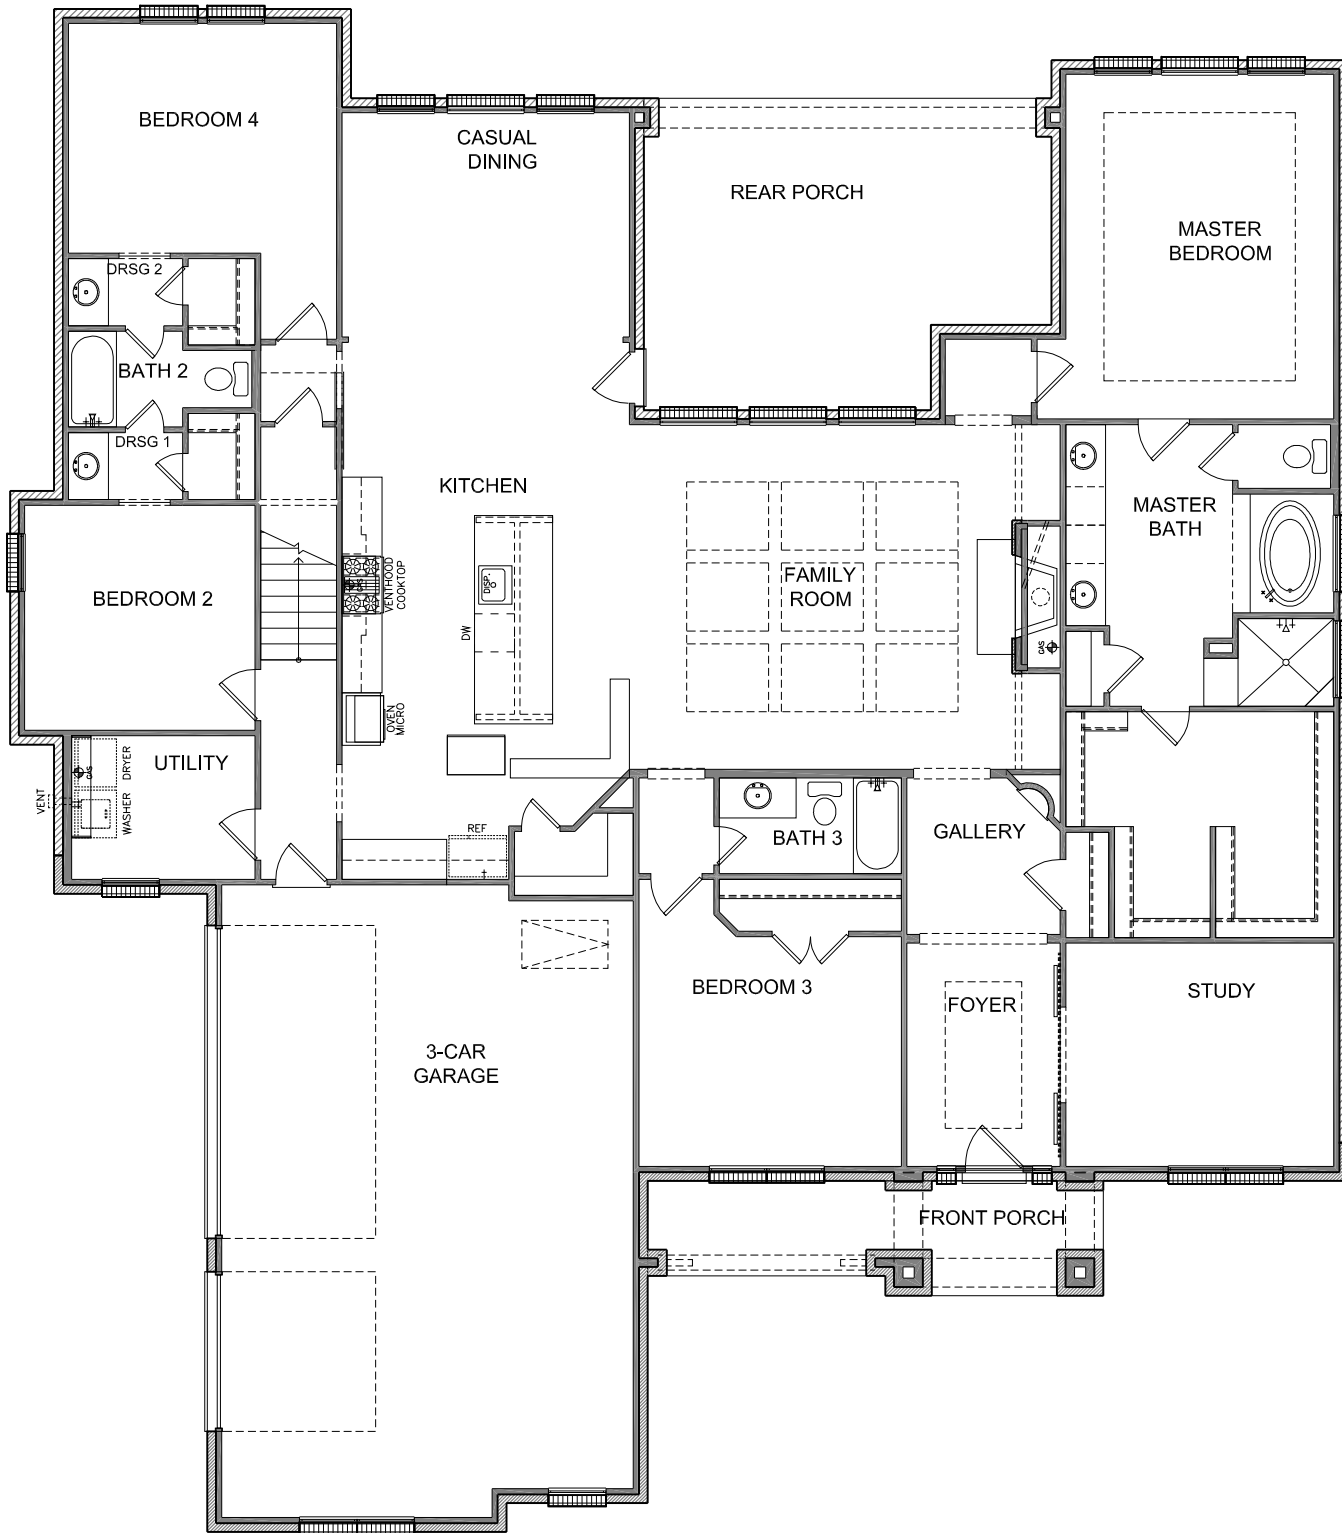 BEDROOM 4
CASUAL
DINING
REAR PORCH
MASTER
BEDROOM
DRSG 2
BATH 2
DRSG 1
KITCHEN
MASTER
BATH
VENTHOOD
COOKTOP
GAS
DISP.
DW
FAMILY
ROOM
BEDROOM 2
GAS
OVEN
MICRO
UTILITY
DRYER
GAS
VENT
WASHER
REF
BATH 3
GALLERY
BEDROOM 3
FOYER
STUDY
3-CAR
GARAGE
FRONT PORCH